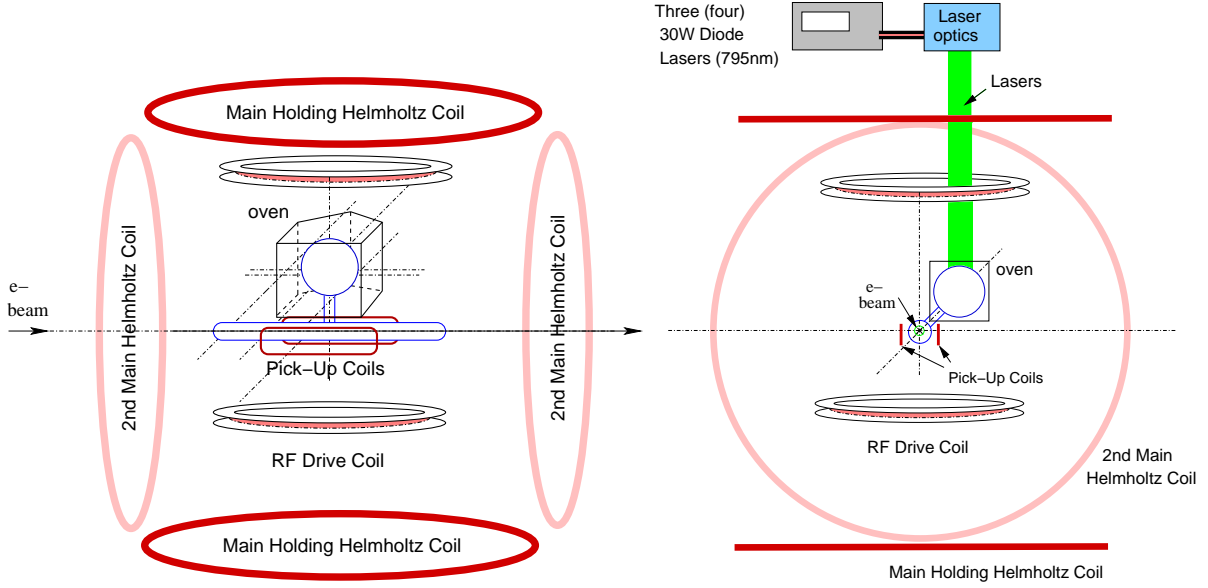 Main Holding Helmholtz Coil
oven
2nd Main Helmholtz Coil
2nd Main Helmholtz Coil
e−
beam
Pick−Up Coils
RF Drive Coil
Main Holding Helmholtz Coil
Three (four)
30W Diode
Lasers (795nm)
Laser
optics
Lasers
oven
e−
beam
Pick−Up Coils
RF Drive Coil
2nd Main
Helmholtz Coil
Main Holding Helmholtz Coil